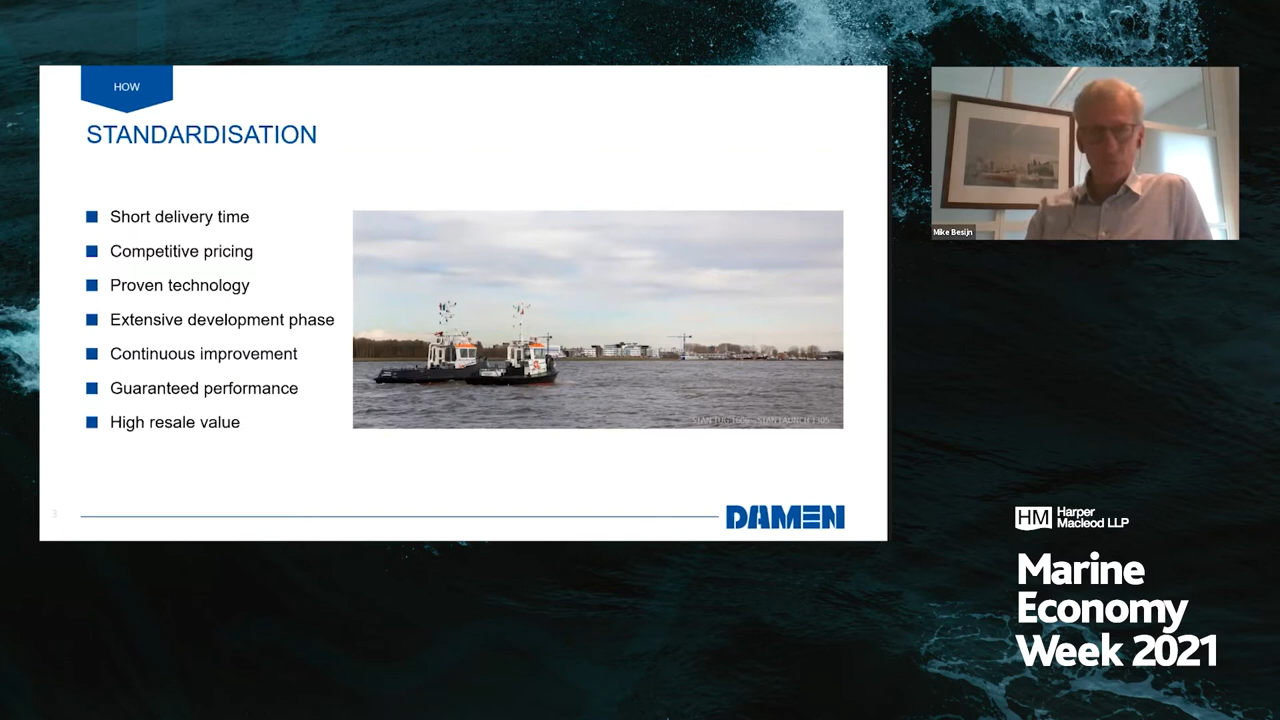 HOW
STANDARDISATION
Short delivery time
Competitive pricing
Proven technology
Extensive development phase
Continuous improvement
Guaranteed performance
High resale value
3
DAMEN
Mike Besijn
HM Harper
Macleod LLP
Marine
Economy
Week 2021